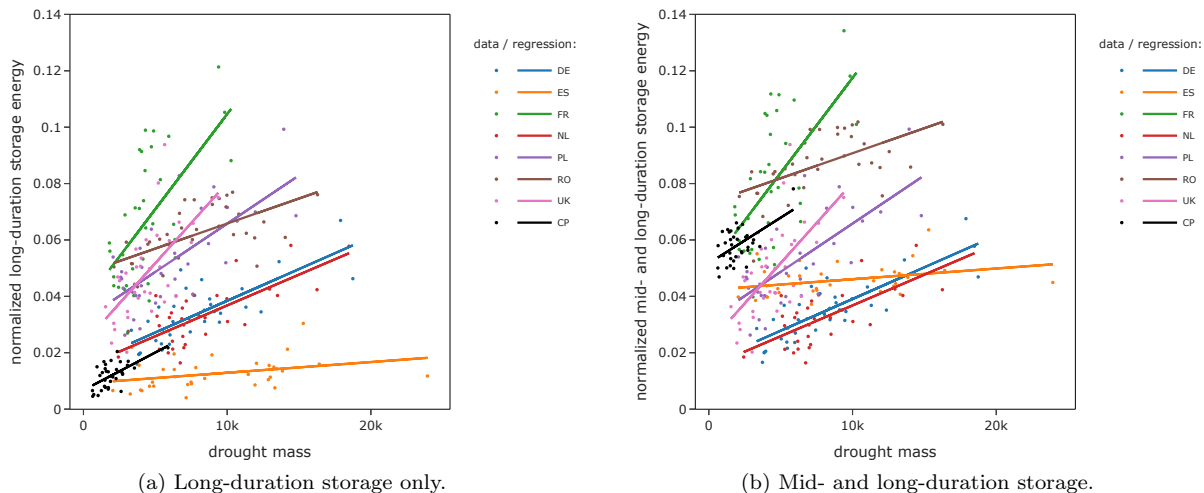 normalized long-duration storage energy
0.14
0.12
0.1
0.08
0.06
0.04
0.02
0
0
10k
20k
drought mass
data / regression:
DE
ES
FR
NL
PL
RO
UK
CP
(a) Long-duration storage only.
normalized mid- and long-duration storage energy
0.14
0.12
0.1
0.08
0.06
0.04
0.02
0
0
10k
20k
drought mass
data / regression:
DE
ES
FR
NL
PL
RO
UK
CP
(b) Mid- and long-duration storage.